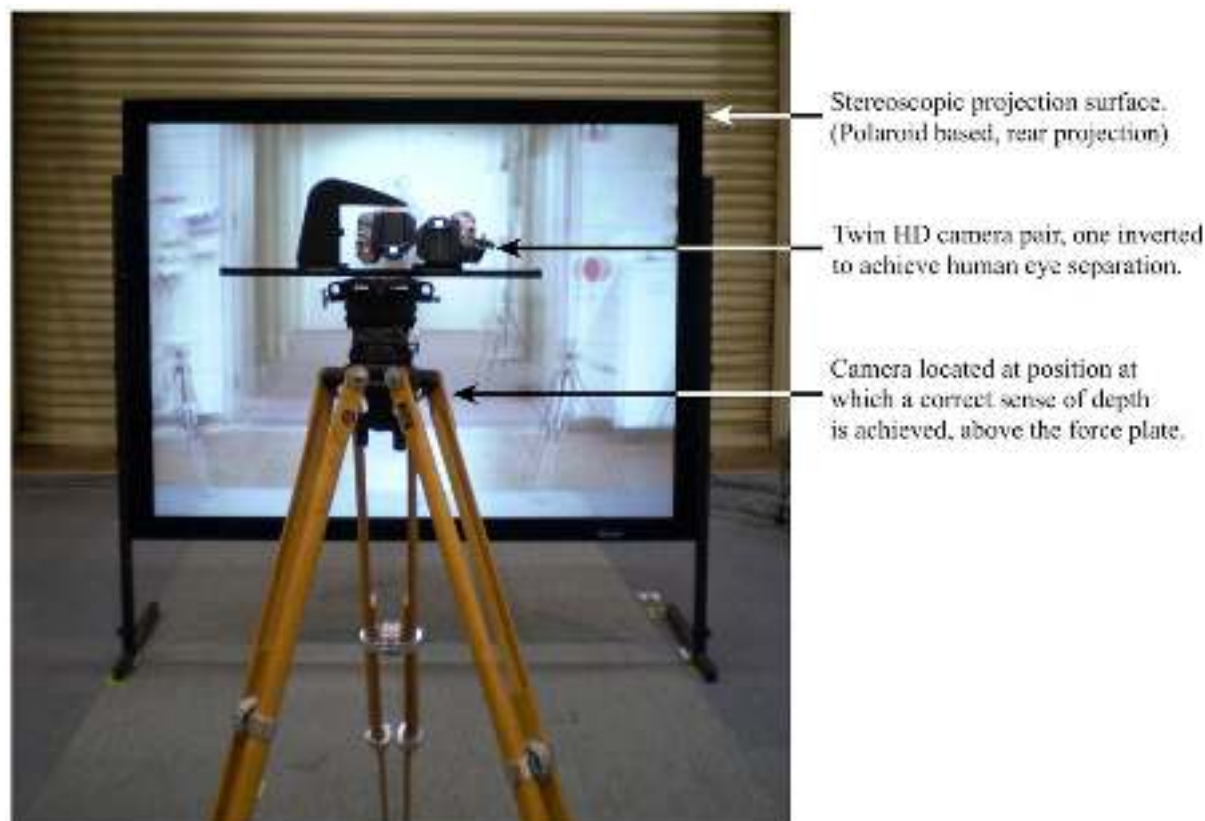 Stereoscopic projection surface.
(Polaroid based, rear projection)
Twin HD camera pair, one inverted
to achieve human eye separation.
Camera located at position at
which a correct sense of depth
is achieved, above the force plate.